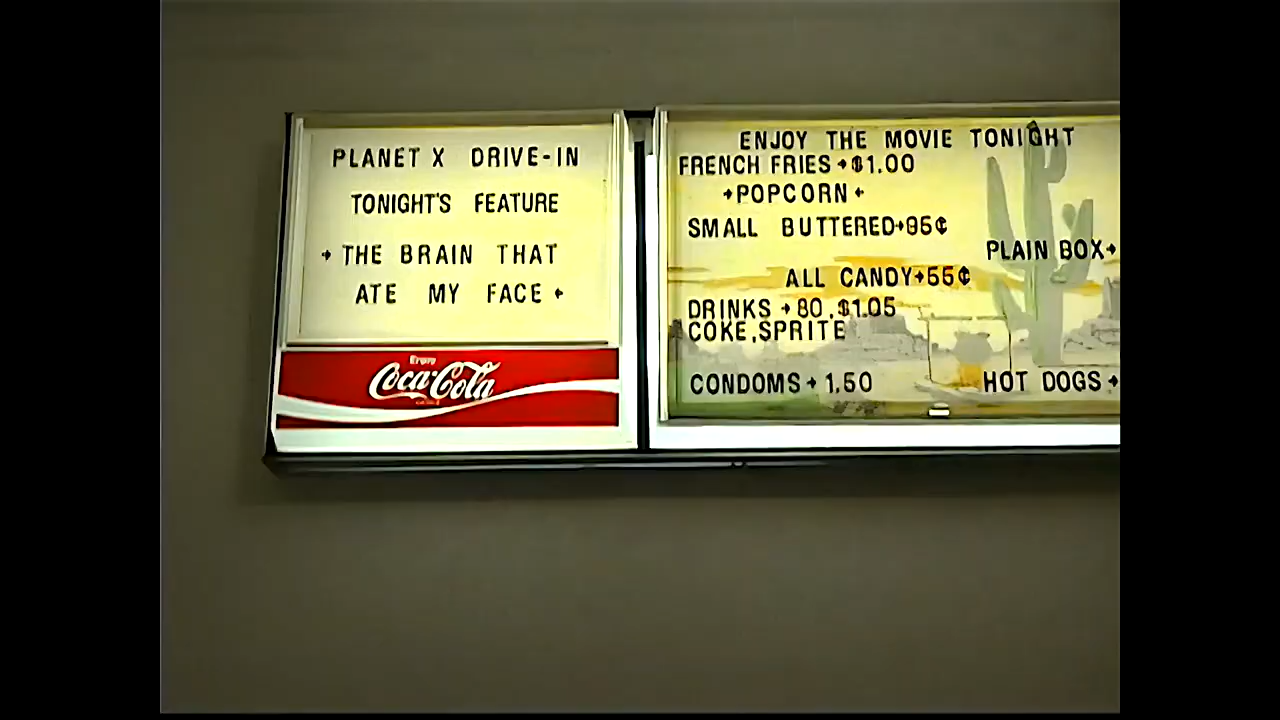 PLANET X DRIVE-IN
TONIGHT'S FEATURE
THE BRAIN THAT
ATE MY FACE
Enjoy
Coca-Cola
ENJOY THE MOVIE TONIGHT
FRENCH FRIES $1.00
POPCORN
SMALL BUTTERED 95¢
PLAIN BOX
ALL CANDY 55¢
DRINKS 80,$1.05
COKE,SPRITE
CONDOMS 1.50
HOT DOGS